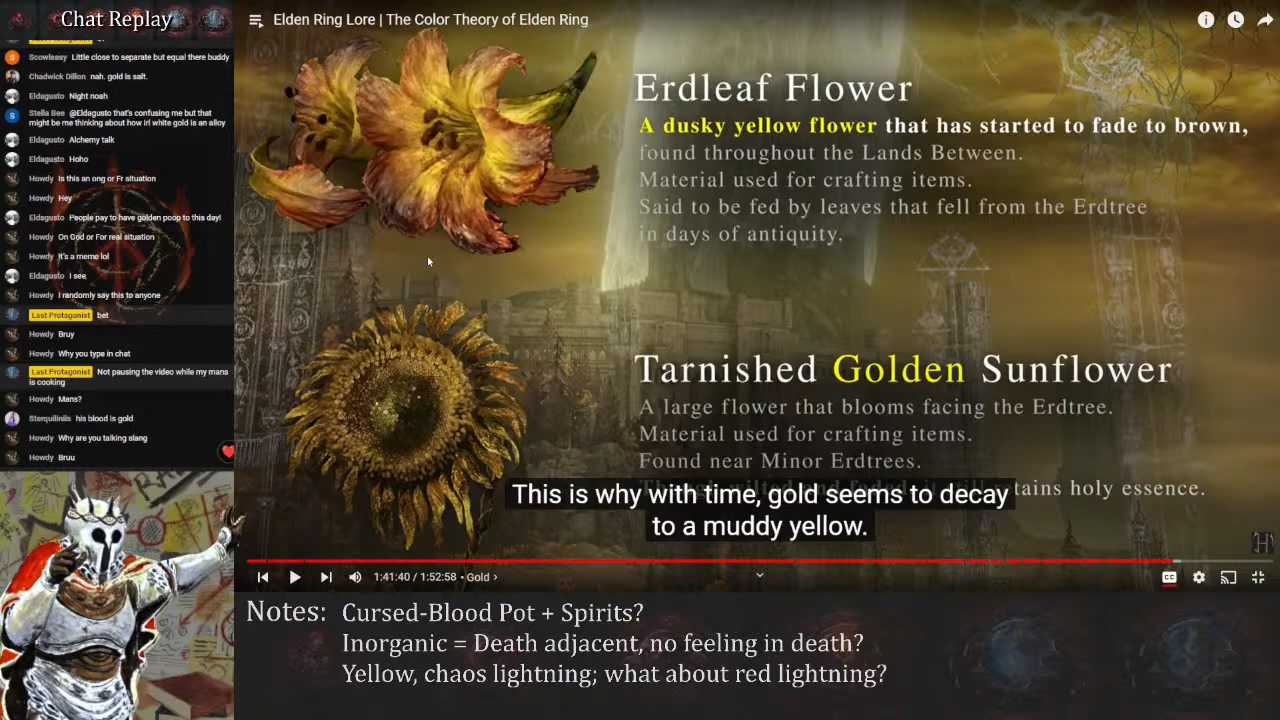 Chat Replay
Scowleasy Little close to separate but equal there buddy
Chadwick Dillon nah. gold is salt.
Eldagusto Night noah
Stella Bee @Eldagusto that's confusing me but that
might be me thinking about how irl white gold is an alloy
Eldagusto Alchemy talk
Eldagusto Hoho
Howdy Is this an ong or Fr situation
Howdy Hey
Eldagusto People pay to have golden poop to this day!
Howdy On God or For real situation
Howdy It's a meme lol
Eldagusto I see
Howdy I randomly say this to anyone
Last Protagonist bet
Howdy Bruy
Howdy Why you type in chat
Last Protagonist Not pausing the video while my mans
is cooking
Howdy Mans?
Sterquiliniis his blood is gold
Howdy Why are you talking slang
Howdy Bruu
Elden Ring Lore | The Color Theory of Elden Ring
Erdleaf Flower
A dusky yellow flower that has started to fade to brown,
found throughout the Lands Between.
Material used for crafting items.
Said to be fed by leaves that fell from the Erdtree
in days of antiquity.
Tarnished Golden Sunflower
A large flower that blooms facing the Erdtree.
Material used for crafting items.
Found near Minor Erdtrees.
retains holy essence.
This is why with time, gold seems to decay
to a muddy yellow.
1:41:40 / 1:52:58 • Gold >
CC
Notes: Cursed-Blood Pot + Spirits?
Inorganic = Death adjacent, no feeling in death?
Yellow, chaos lightning; what about red lightning?